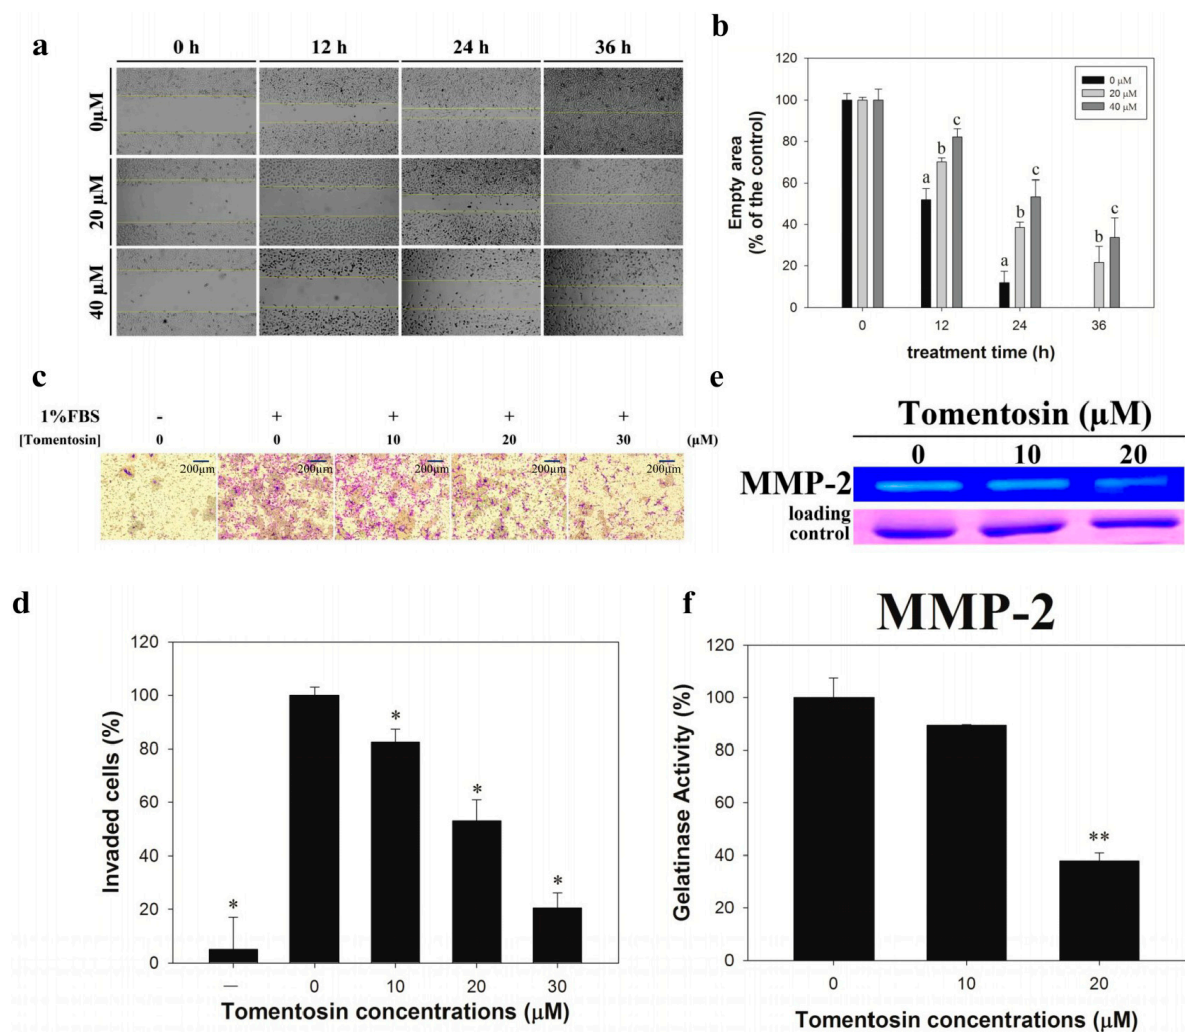 a
0 h 12 h 24 h 36 h
0μM
20 μM
40 μM
b
120
100
80
60
40
20
0
Empty area
(% of the control)
0 μM
20 μM
40 μM
a b c
a b c
b c
0 12 24 36
treatment time (h)
c
1%FBS - + + + +
[Tomentosin] 0 0 10 20 30 (μM)
200μm 200μm 200μm 200μm 200μm
e
Tomentosin (μM)
0 10 20
MMP-2
loading
control
d
120
100
80
60
40
20
0
Invaded cells (%)
* * * *
— 0 10 20 30
Tomentosin concentrations (μM)
f
MMP-2
120
100
80
60
40
20
0
Gelatinase Activity (%)
**
0 10 20
Tomentosin concentrations (μM)